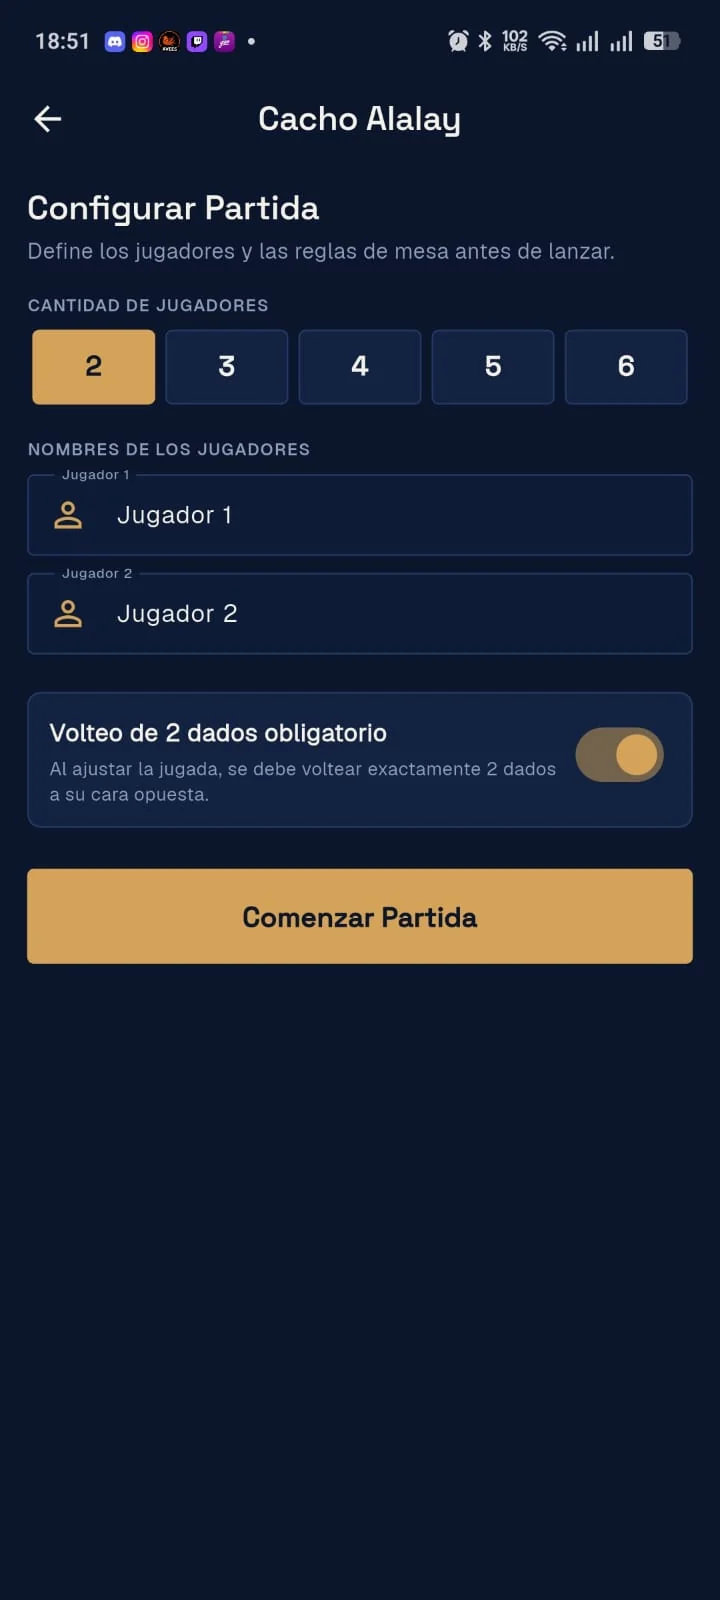 18:51
102
KB/S
51
Cacho Alalay
Configurar Partida
Define los jugadores y las reglas de mesa antes de lanzar.
CANTIDAD DE JUGADORES
2 3 4 5 6
NOMBRES DE LOS JUGADORES
Jugador 1
Jugador 1
Jugador 2
Jugador 2
Volteo de 2 dados obligatorio
Al ajustar la jugada, se debe voltear exactamente 2 dados
a su cara opuesta.
Comenzar Partida